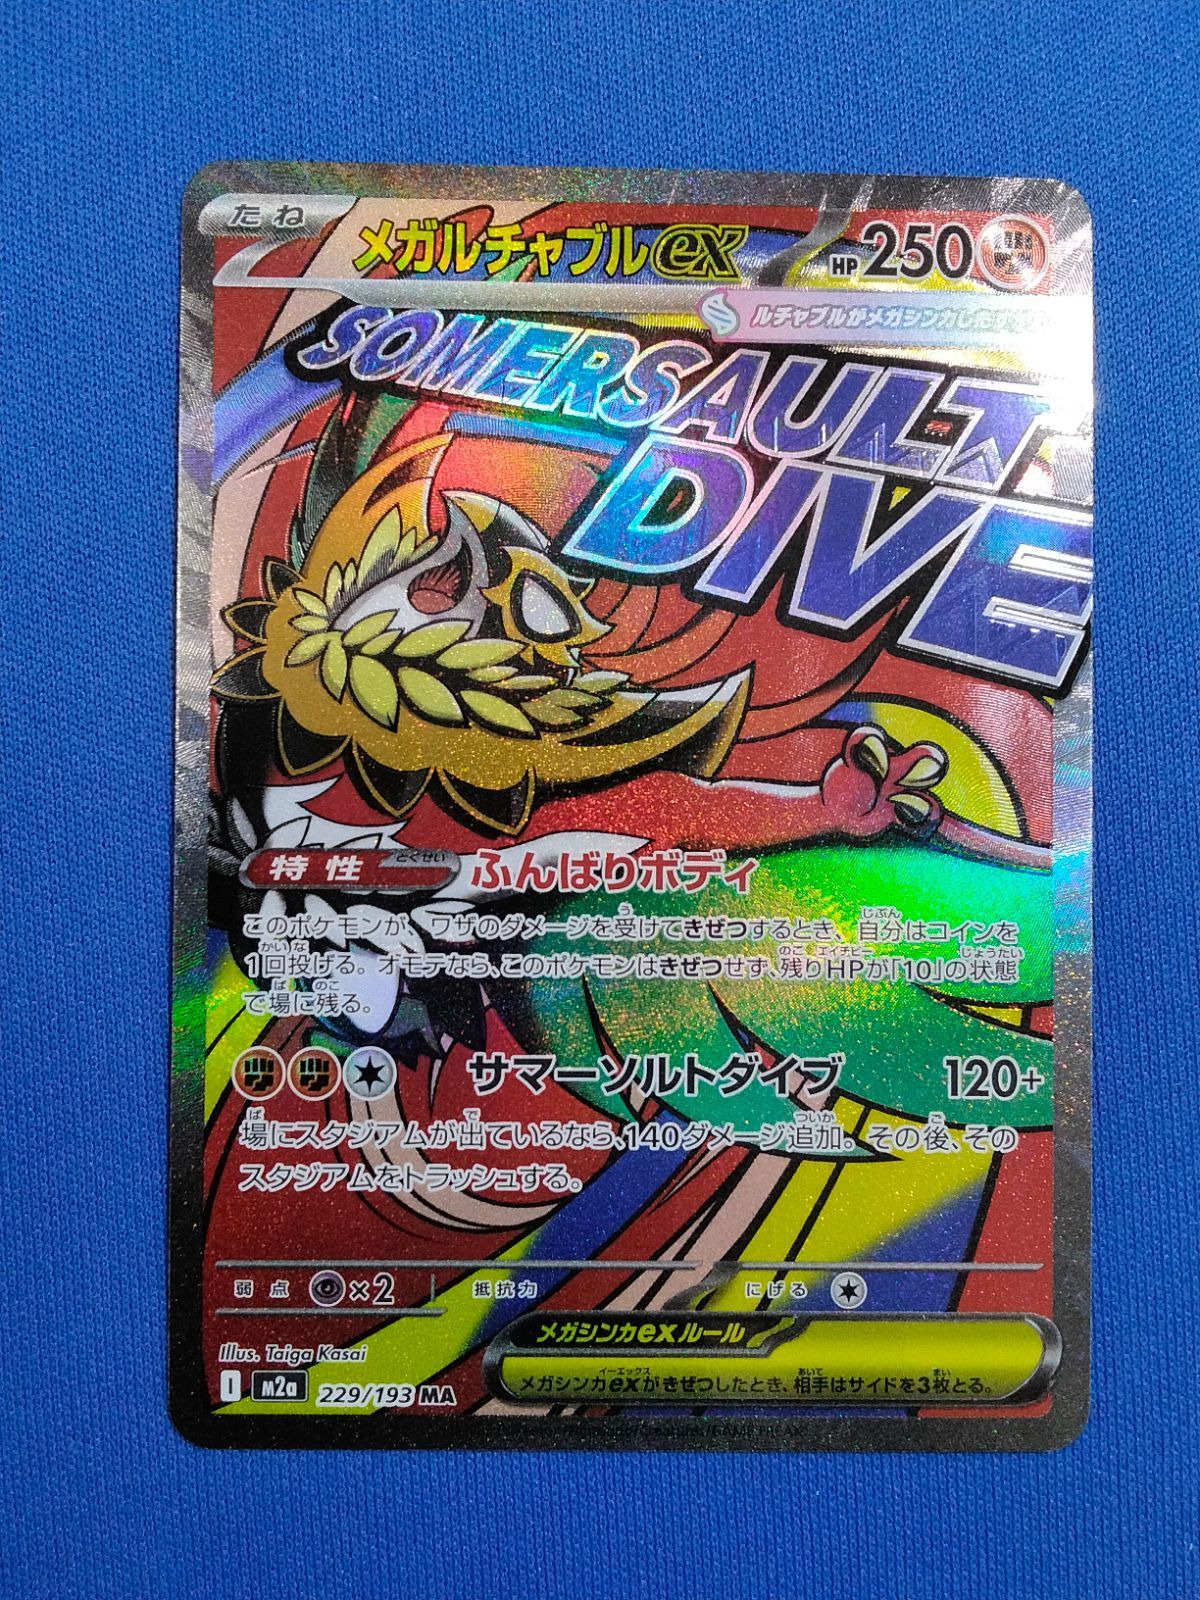 たね
メガルチャブルex
HP250
ルチャブルがメガシンカした
SOMERSAULT
DIVE
特性 とくせい ふんばりボディ
このポケモンが、ワザのダメージを受けてきぜつするとき、自分はコインを
1回投げる。オモテなら、このポケモンはきぜつせず、残りHPが「10」の状態
で場に残る。
サマーソルトダイブ 120+
場にスタジアムが出ているなら、140ダメージ追加。その後、その
スタジアムをトラッシュする。
弱点 ×2 抵抗力 にげる
メガシンカexルール
メガシンカexがきぜつしたとき、相手はサイドを3枚とる。
Illus. Taiga Kasai
I m2a 229/193 MA
GAME FREAK